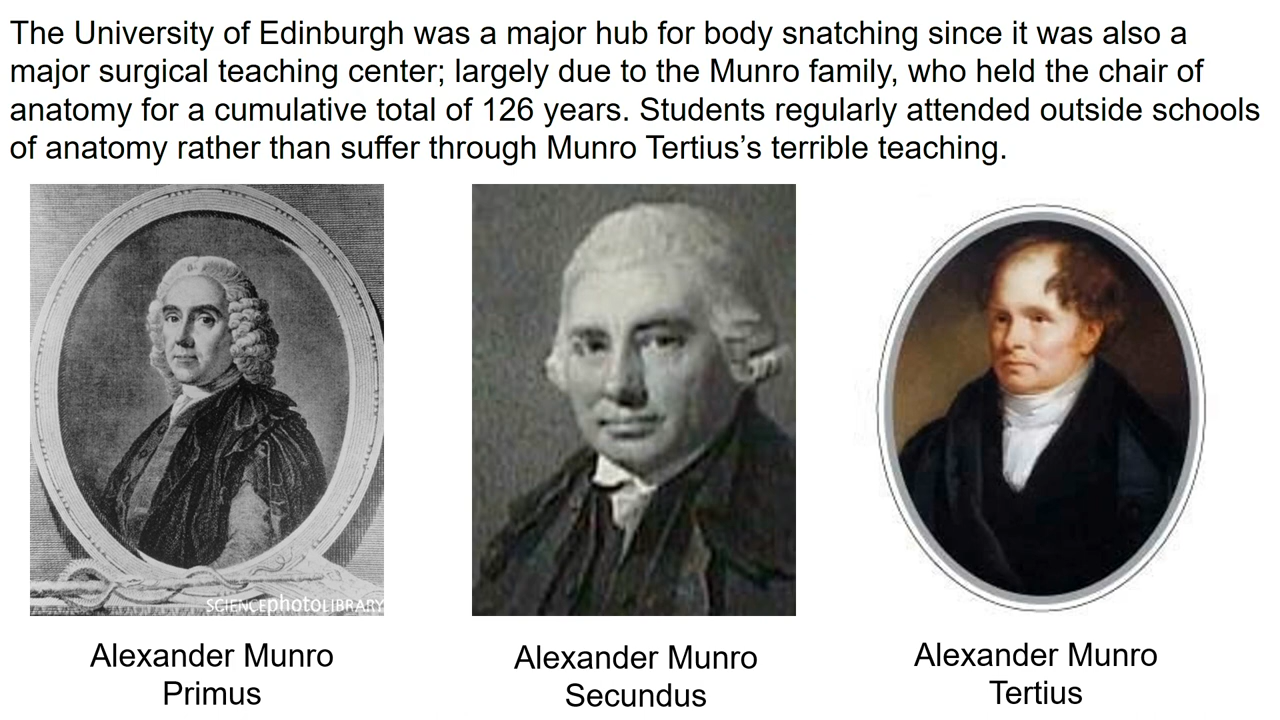 The University of Edinburgh was a major hub for body snatching since it was also a
major surgical teaching center; largely due to the Munro family, who held the chair of
anatomy for a cumulative total of 126 years. Students regularly attended outside schools
of anatomy rather than suffer through Munro Tertius’s terrible teaching.
SCIENCEphotoLIBRARY
Alexander Munro
Primus
Alexander Munro
Secundus
Alexander Munro
Tertius